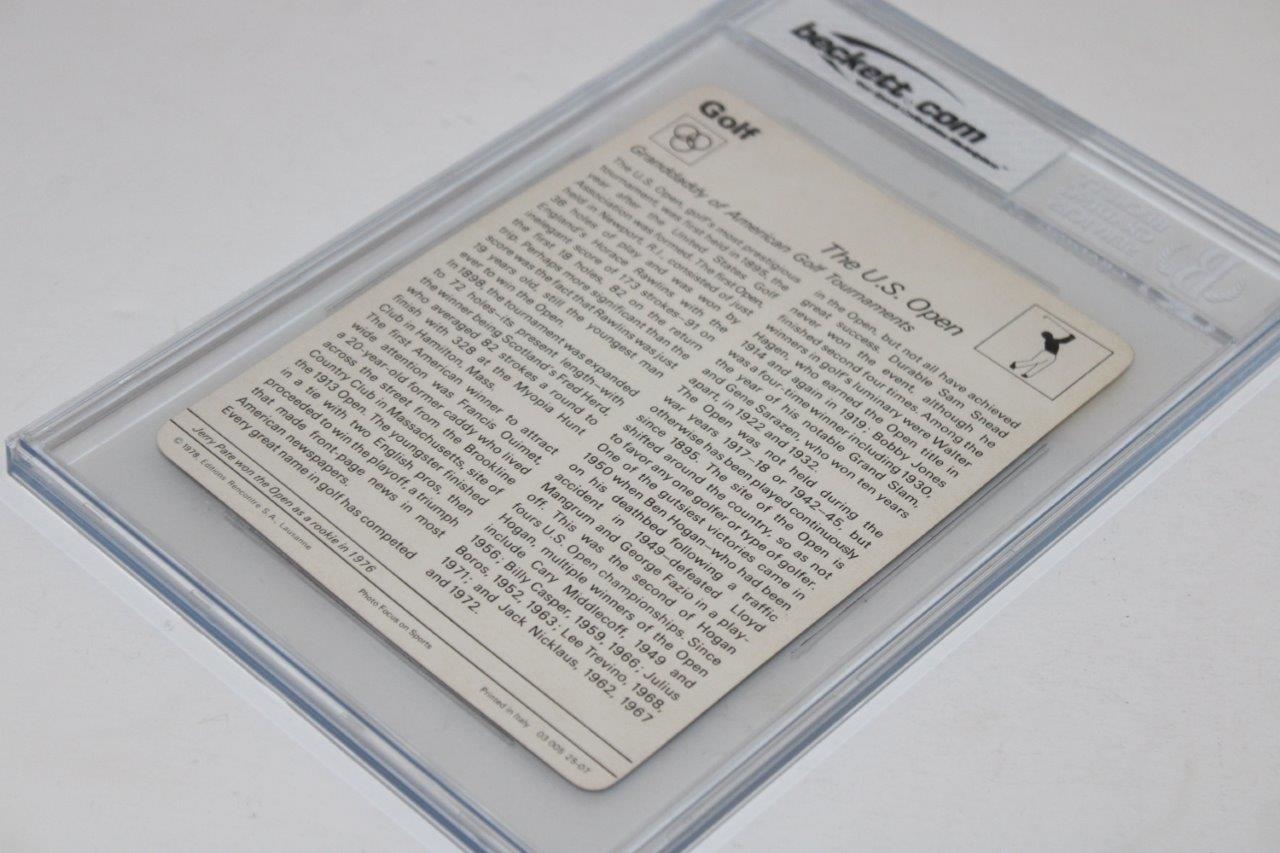 beckett.com
Golf
The U.S. Open
Granddaddy of American Golf Tournaments
The U.S. Open, golf's most prestigious
tournament, was first held in 1895, the
year after the United States Golf
Association was formed. The first Open,
held in Newport, R.I., consisted of just
36 holes of play and was won by
England's Horace Rawlins with the
inelegant score of 173 strokes–91 on
the first 18 holes, 82 on the return
trip. Perhaps more significant than the
score was the fact that Rawlins was just
19 years old, still the youngest man
ever to win the Open.
In 1898, the tournament was expanded
to 72 holes–its present length–with
the winner being Scotland's Fred Herd,
who averaged 82 strokes a round to
finish with 328 at the Myopia Hunt
Club in Hamilton, Mass.
The first American winner to attract
wide attention was Francis Ouimet,
a 20-year-old former caddy who lived
across the street from the Brookline
Country Club in Massachusetts, site of
the 1913 Open. The youngster finished
in a tie with two English pros, then
proceeded to win the playoff, a triumph
that made front-page news in most
American newspapers.
Every great name in golf has competed
in the Open, but not all have achieved
great success. Durable Sam Snead
never won the event, although he
finished second four times. Among the
winners in golf's luminary were Walter
Hagen, who earned the Open title in
1914 and again in 1919, Bobby Jones
was a four-time winner including 1930,
the year of his notable Grand Slam,
and Gene Sarazen, who won ten years
apart, in 1922 and 1932.
The Open was not held during the
war years 1917-18 or 1942-45, but
otherwise has been played continuously
since 1895. The site of the Open is
shifted around the country, so as not
to favor any one golfer or type of golfer.
One of the gutsiest victories came in
1950 when Ben Hogan–who had been
on his deathbed following a traffic
accident in 1949–defeated Lloyd
Mangrum and George Fazio in a play-
off. This was the second of Hogan
fours U.S. Open championships. Since
Hogan, multiple winners of the Open
include Cary Middlecoff, 1949 and
1956; Billy Casper, 1959, 1966; Julius
Boros, 1952, 1963; Lee Trevino, 1968,
1971; and Jack Nicklaus, 1962, 1967
and 1972.
Jerry Pate won the Open as a rookie in 1976
© 1978, Editions Rencontre S.A., Lausanne
Photo Focus on Sports
Printed in Italy 03 005 25-07